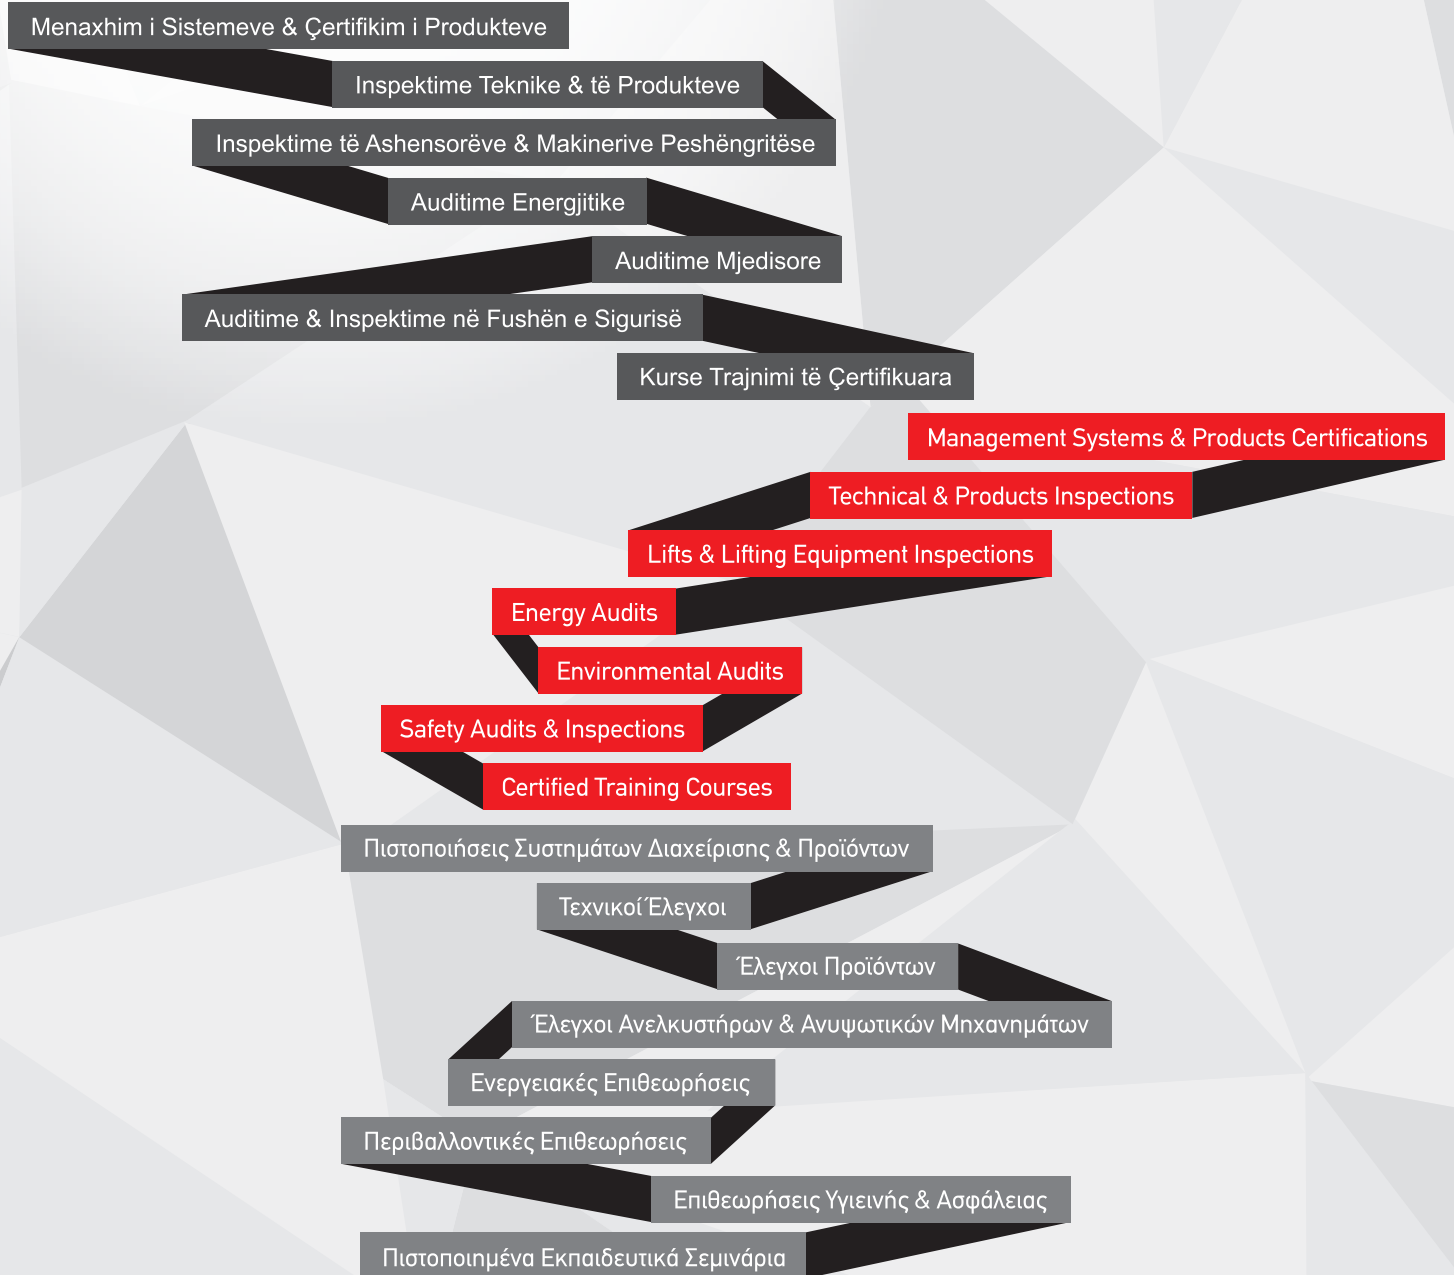 Menaxhim i Sistemeve & Çertifikim i Produkteve
Inspektime Teknike & të Produkteve
Inspektime të Ashensorëve & Makinerive Peshëngritëse
Auditime Energjitike
Auditime Mjedisore
Auditime & Inspektime në Fushën e Sigurisë
Kurse Trajnimi të Çertifikuara
Management Systems & Products Certifications
Technical & Products Inspections
Lifts & Lifting Equipment Inspections
Energy Audits
Environmental Audits
Safety Audits & Inspections
Certified Training Courses
Πιστοποιήσεις Συστημάτων Διαχείρισης & Προϊόντων
Τεχνικοί Έλεγχοι
Έλεγχοι Προϊόντων
Έλεγχοι Ανελκυστήρων & Ανυψωτικών Μηχανημάτων
Ενεργειακές Επιθεωρήσεις
Περιβαλλοντικές Επιθεωρήσεις
Επιθεωρήσεις Υγιεινής & Ασφάλειας
Πιστοποιημένα Εκπαιδευτικά Σεμινάρια